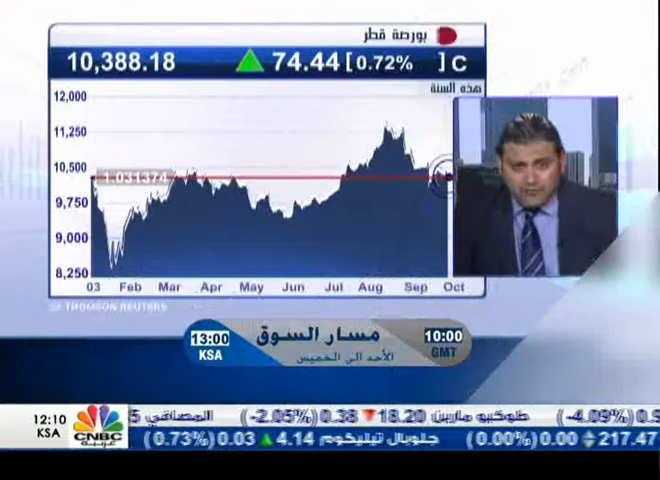 بورصة قطر
10,388.18 ▲ 74.44 [ 0.72% ] C
هذه السنة
12,000
11,250
10,500
1.031374
9,750
9,000
8,250
03 Feb Mar Apr May Jun Jul Aug Sep Oct
© THOMSON REUTERS
13:00 KSA مسار السوق 10:00 GMT
الأحد الى الخميس
12:10 KSA
CNBC عربية
(-4.09%) طوكيو مارين 18.20 ▼ 0.38 (-2.05%) المصافي
217.47 0.00 (0.00%) جلوبال تيليكوم 4.14 ▲ 0.03 (0.73%)